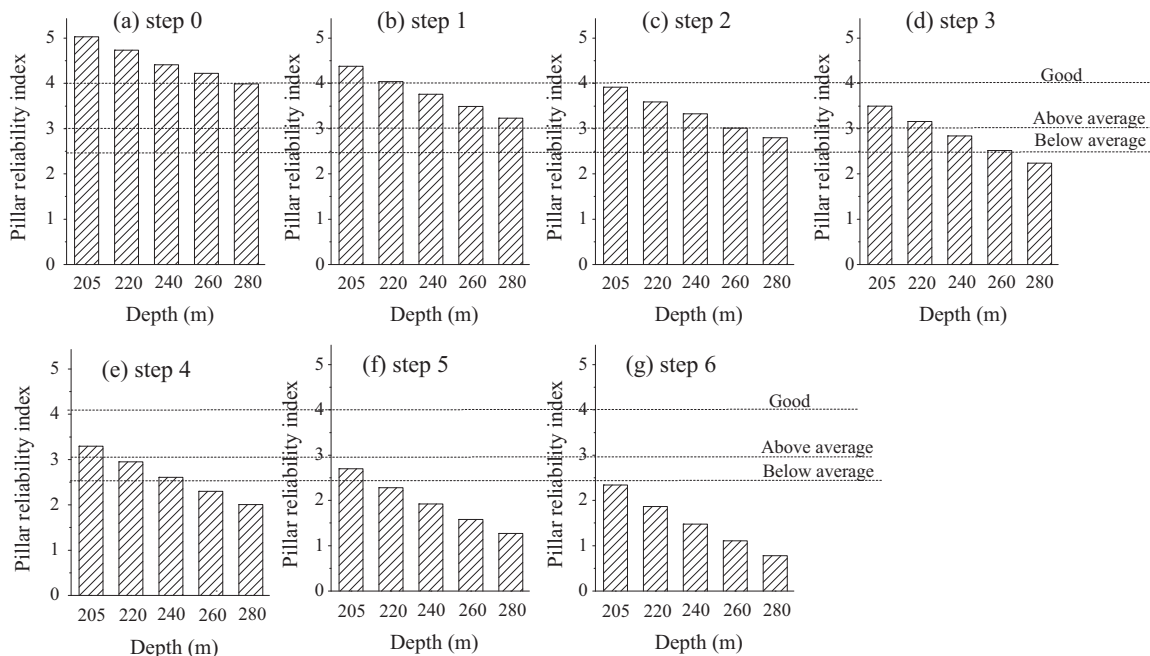 (a) step 0
Pillar reliability index
5
4
3
2
1
0
205 220 240 260 280
Depth (m)
(b) step 1
Pillar reliability index
5
4
3
2
1
0
205 220 240 260 280
Depth (m)
(c) step 2
Pillar reliability index
5
4
3
2
1
0
205 220 240 260 280
Depth (m)
(d) step 3
Pillar reliability index
5
4
3
2
1
0
Good
Above average
Below average
205 220 240 260 280
Depth (m)
(e) step 4
Pillar reliability index
5
4
3
2
1
0
205 220 240 260 280
Depth (m)
(f) step 5
Pillar reliability index
5
4
3
2
1
0
205 220 240 260 280
Depth (m)
(g) step 6
Pillar reliability index
5
4
3
2
1
0
Good
Above average
Below average
205 220 240 260 280
Depth (m)